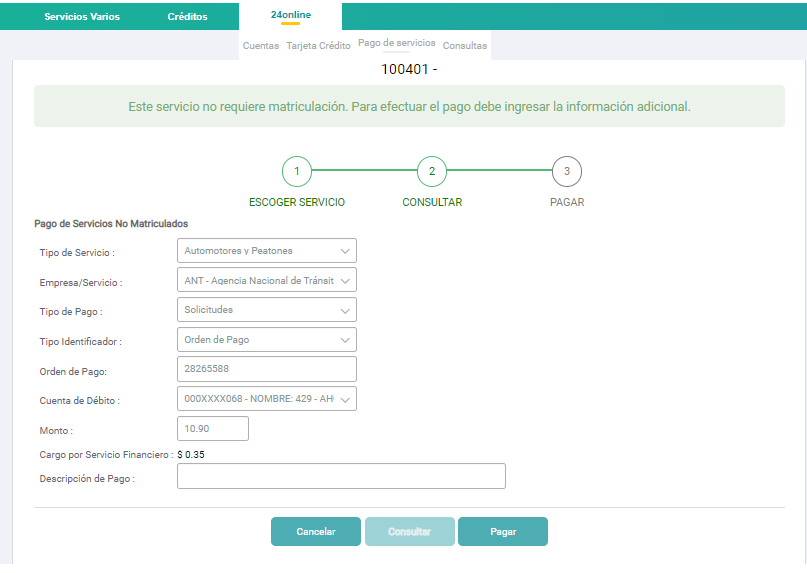 Servicios Varios Créditos 24online
Cuentas Tarjeta Crédito Pago de servicios Consultas
100401 -
Este servicio no requiere matriculación. Para efectuar el pago debe ingresar la información adicional.
1 2 3
ESCOGER SERVICIO CONSULTAR PAGAR
Pago de Servicios No Matriculados
Tipo de Servicio : Automotores y Peatones
Empresa/Servicio : ANT - Agencia Nacional de Tránsit
Tipo de Pago : Solicitudes
Tipo Identificador : Orden de Pago
Orden de Pago: 28265588
Cuenta de Débito : 000XXXX068 - NOMBRE: 429 - AH
Monto : 10.90
Cargo por Servicio Financiero : $ 0.35
Descripción de Pago :
Cancelar Consultar Pagar